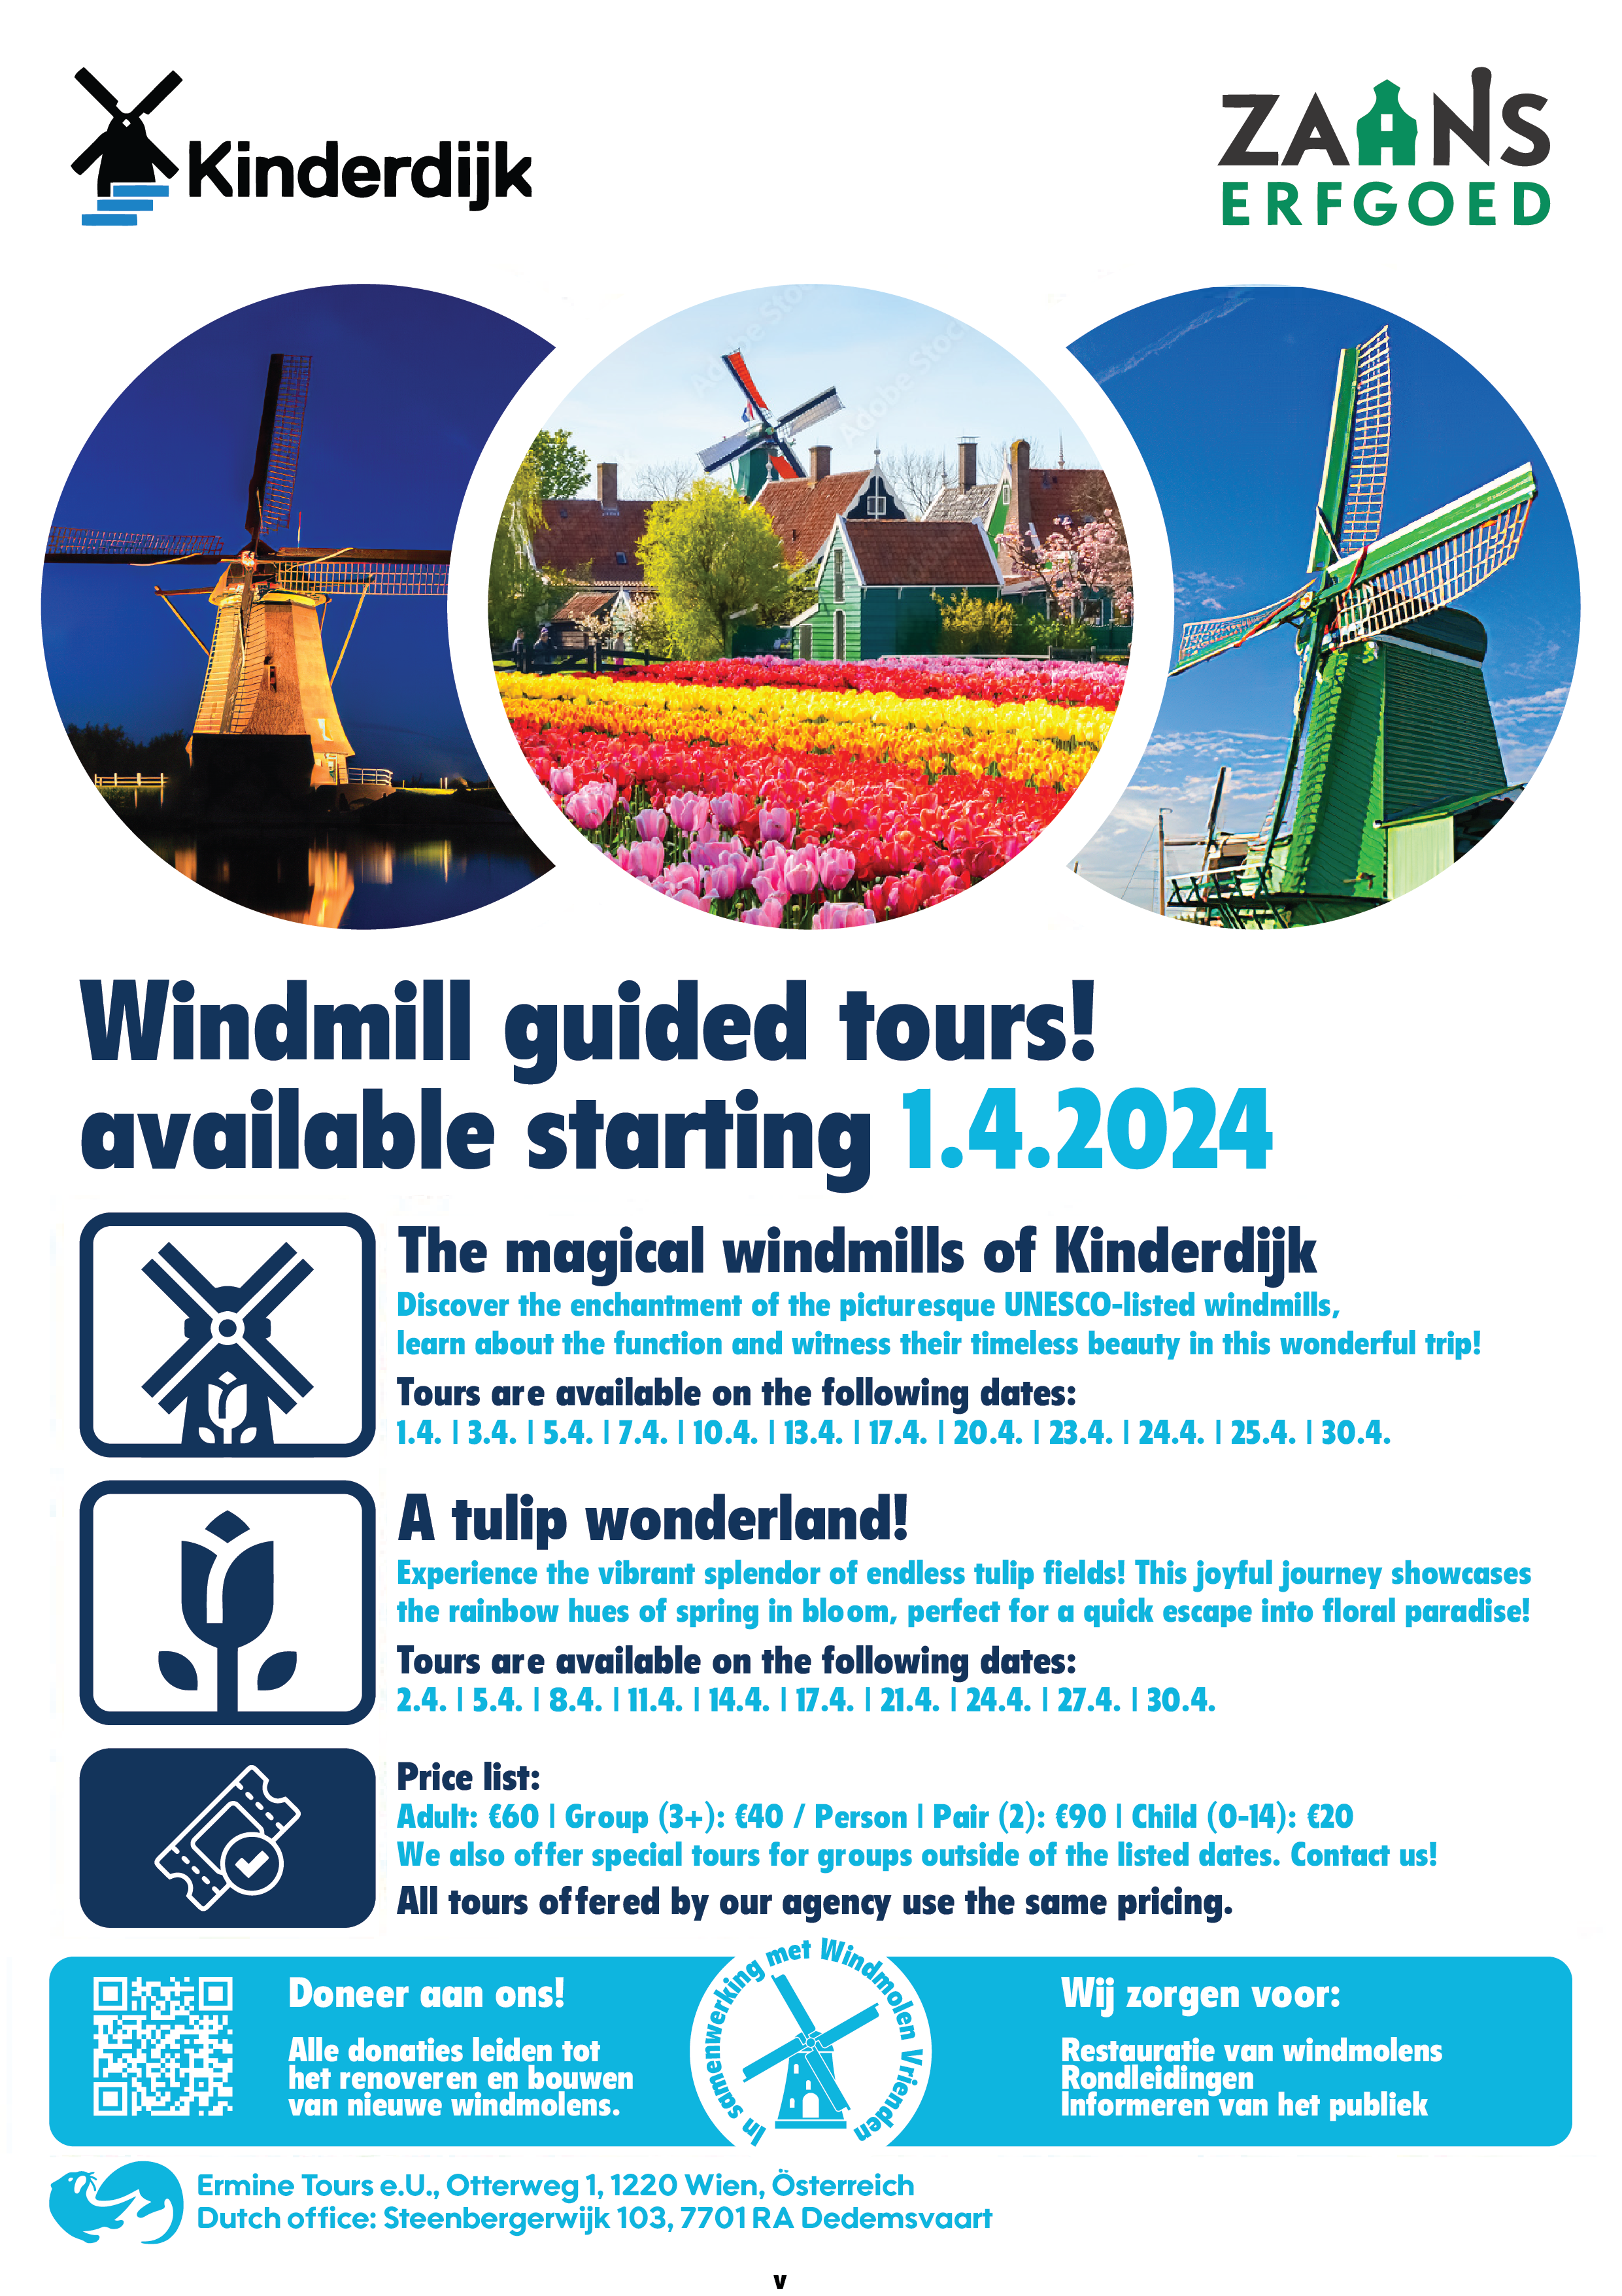 Kinderdijk
ZAANS
ERFGOED
Adobe Stock
Adobe Stock
Windmill guided tours!
available starting 1.4.2024
The magical windmills of Kinderdijk
Discover the enchantment of the picturesque UNESCO-listed windmills,
learn about the function and witness their timeless beauty in this wonderful trip!
Tours are available on the following dates:
1.4. | 3.4. | 5.4. | 7.4. | 10.4. | 13.4. | 17.4. | 20.4. | 23.4. | 24.4. | 25.4. | 30.4.
A tulip wonderland!
Experience the vibrant splendor of endless tulip fields! This joyful journey showcases
the rainbow hues of spring in bloom, perfect for a quick escape into floral paradise!
Tours are available on the following dates:
2.4. | 5.4. | 8.4. | 11.4. | 14.4. | 17.4. | 21.4. | 24.4. | 27.4. | 30.4.
Price list:
Adult: €60 | Group (3+): €40 / Person | Pair (2): €90 | Child (0-14): €20
We also offer special tours for groups outside of the listed dates. Contact us!
All tours offered by our agency use the same pricing.
Doneer aan ons!
Alle donaties leiden tot
het renoveren en bouwen
van nieuwe windmolens.
In samenwerking met Windmolen Vrienden
Wij zorgen voor:
Restauratie van windmolens
Rondleidingen
Informeren van het publiek
Ermine Tours e.U., Otterweg 1, 1220 Wien, Österreich
Dutch office: Steenbergerwijk 103, 7701 RA Dedemsvaart
v